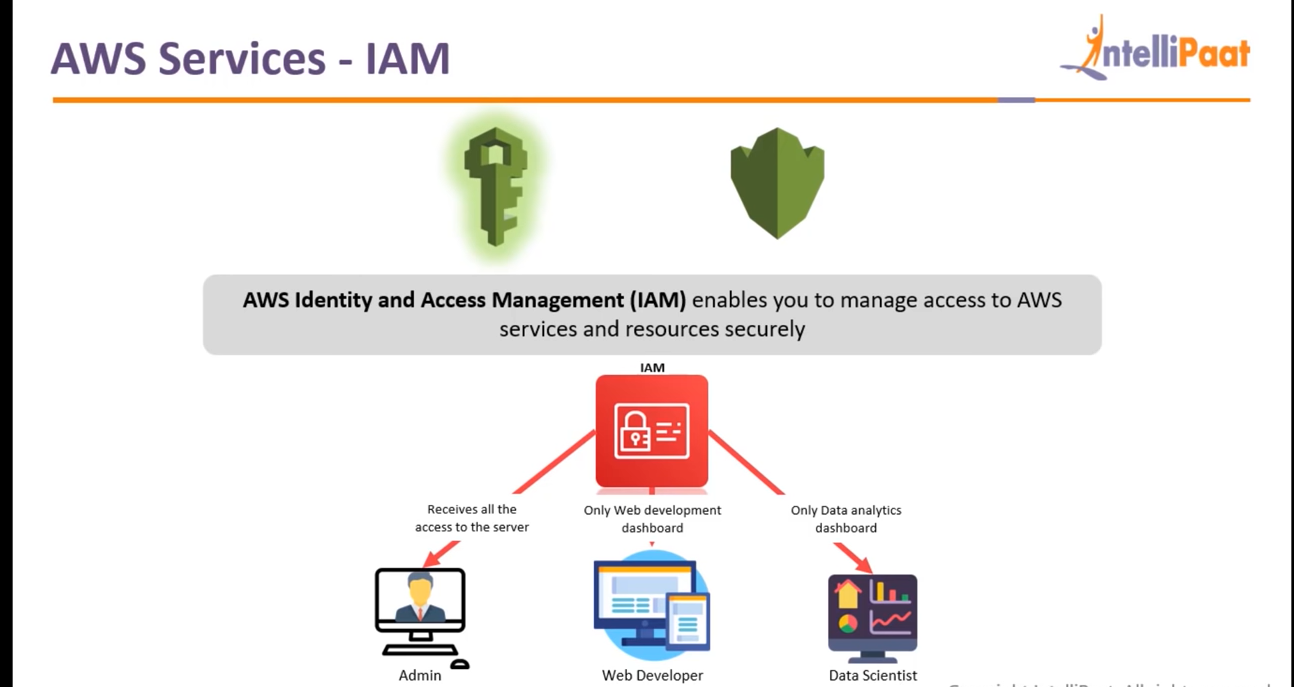 AWS Services - IAM
IntelliPaat
AWS Identity and Access Management (IAM) enables you to manage access to AWS
services and resources securely
IAM
Receives all the
access to the server
Only Web development
dashboard
Only Data analytics
dashboard
Admin
Web Developer
Data Scientist